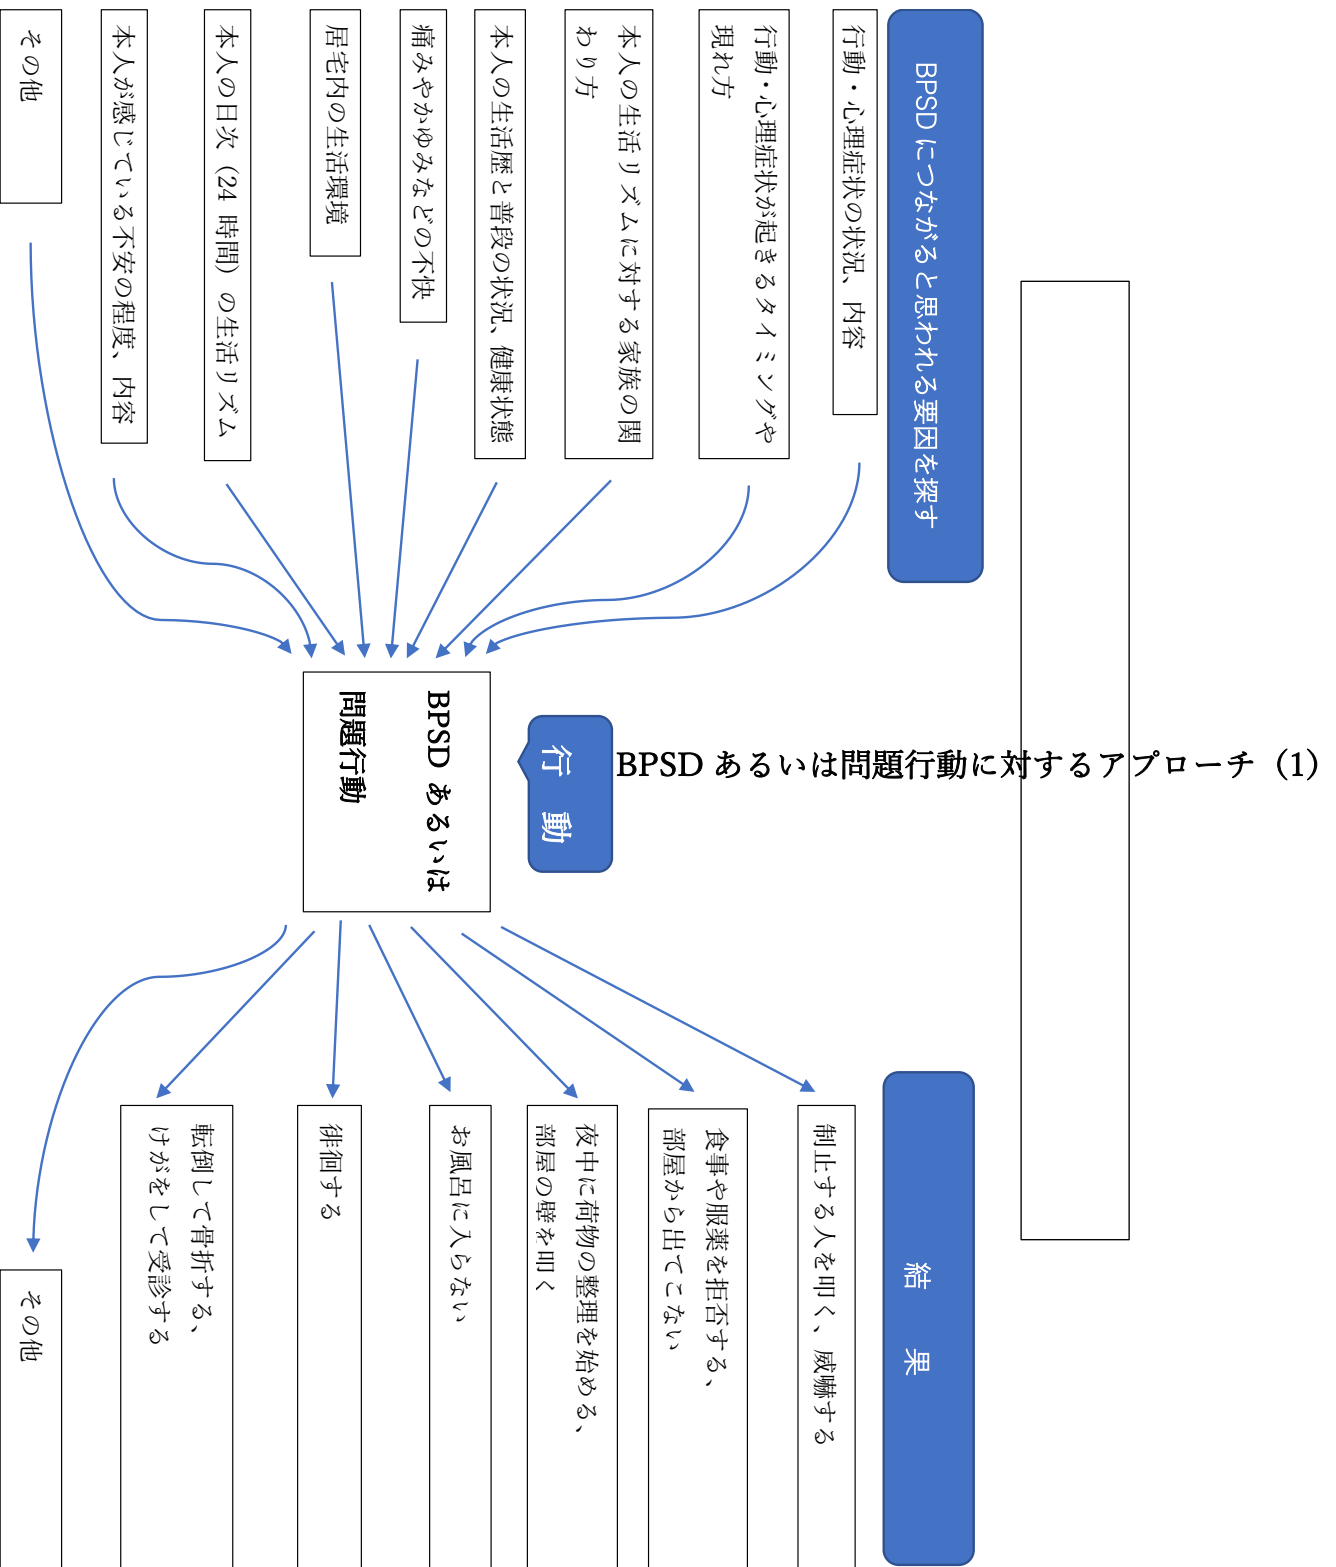 BPSD あるいは問題行動に対するアプローチ（1）
BPSD につながると思われる要因を探す
行動・心理症状の状況、内容
行動・心理症状が起きるタイミングや
現れ方
本人の生活リズムに対する家族の関
わり方
本人の生活歴と普段の状況、健康状態
痛みやかゆみなどの不快
居宅内の生活環境
本人の日次（24 時間）の生活リズム
本人が感じている不安の程度、内容
その他
行　動
BPSD あるいは
問題行動
結　果
制止する人を叩く、威嚇する
食事や服薬を拒否する、
部屋から出てこない
夜中に荷物の整理を始める、
部屋の壁を叩く
お風呂に入らない
徘徊する
転倒して骨折する、
けがをして受診する
その他